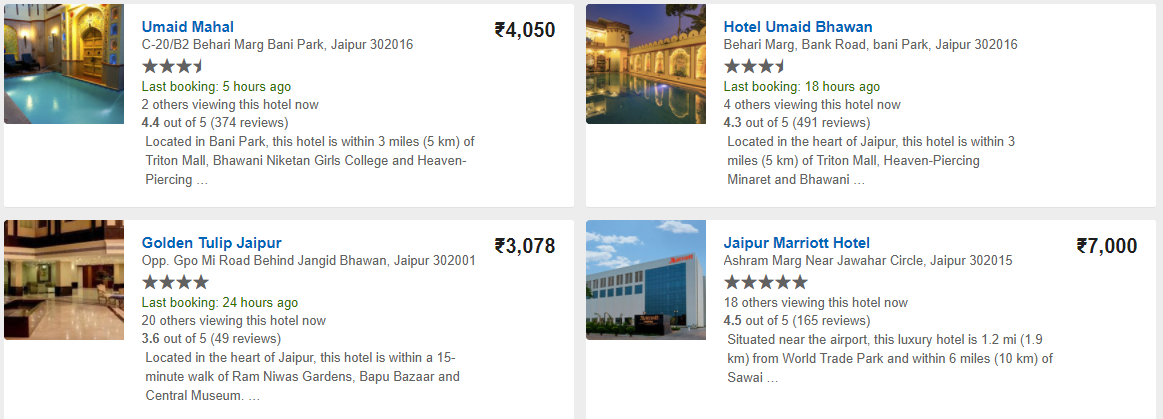 Umaid Mahal
₹4,050
C-20/B2 Behari Marg Bani Park, Jaipur 302016
Last booking: 5 hours ago
2 others viewing this hotel now
4.4 out of 5 (374 reviews)
Located in Bani Park, this hotel is within 3 miles (5 km) of
Triton Mall, Bhawani Niketan Girls College and Heaven-
Piercing …
Hotel Umaid Bhawan
Behari Marg, Bank Road, bani Park, Jaipur 302016
Last booking: 18 hours ago
4 others viewing this hotel now
4.3 out of 5 (491 reviews)
Located in the heart of Jaipur, this hotel is within 3
miles (5 km) of Triton Mall, Heaven-Piercing
Minaret and Bhawani …
Golden Tulip Jaipur
₹3,078
Opp. Gpo Mi Road Behind Jangid Bhawan, Jaipur 302001
Last booking: 24 hours ago
20 others viewing this hotel now
3.6 out of 5 (49 reviews)
Located in the heart of Jaipur, this hotel is within a 15-
minute walk of Ram Niwas Gardens, Bapu Bazaar and
Central Museum. …
Jaipur Marriott Hotel
₹7,000
Ashram Marg Near Jawahar Circle, Jaipur 302015
18 others viewing this hotel now
4.5 out of 5 (165 reviews)
Situated near the airport, this luxury hotel is 1.2 mi (1.9
km) from World Trade Park and within 6 miles (10 km) of
Sawai …